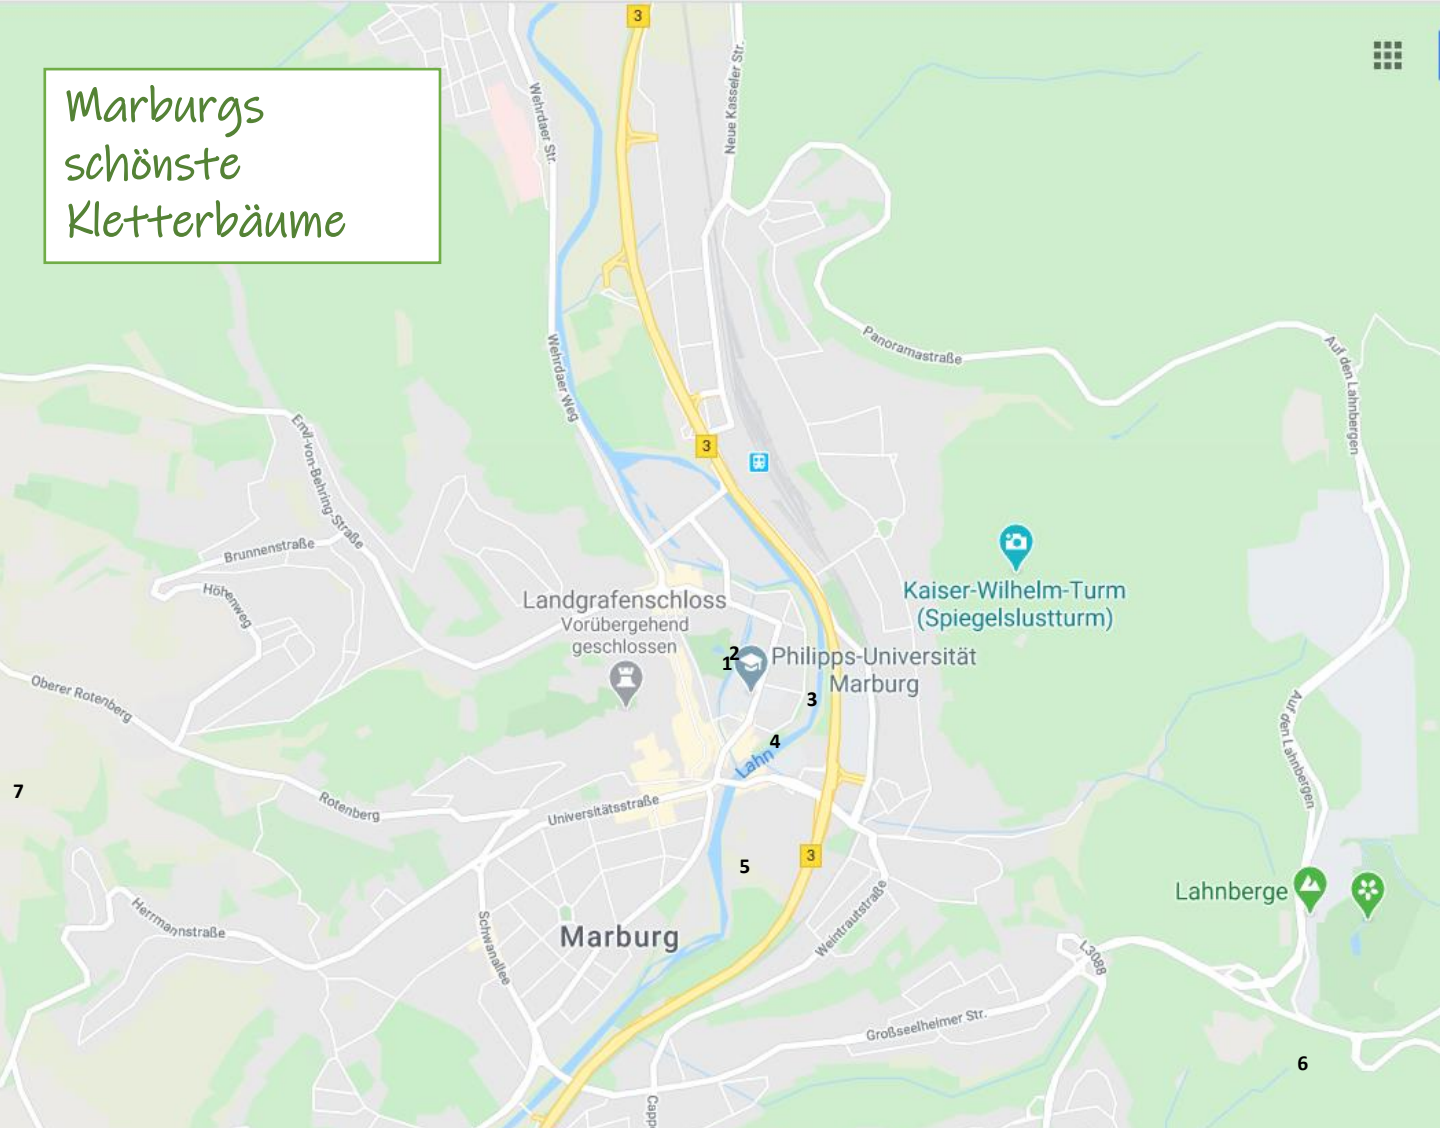 3
Marburgs
schönste
Kletterbäume
Wehrdaer Str.
Neue Kasseler Str.
Panoramastraße
Auf den Lahnbergen
Wehrdaer Weg
Emil-von-Behring-Straße
3
Brunnenstraße
Höhenweg
Kaiser-Wilhelm-Turm
(Spiegelslustturm)
Landgrafenschloss
Vorübergehend
geschlossen
2
1
Philipps-Universität
Marburg
3
4
Lahn
Oberer Rotenberg
Auf den Lahnbergen
7
Rotenberg
Universitätsstraße
5
3
Lahnberge
Herrmannstraße
Schwanallee
Marburg
Weintrautstraße
L3088
Großseelheimer Str.
6
Cappe